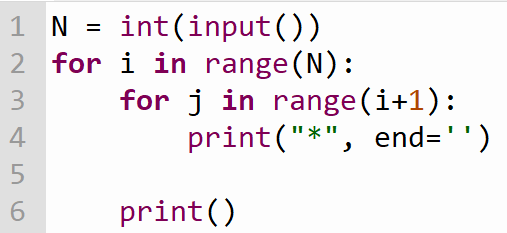 1 N = int(input())
2 for i in range(N):
3     for j in range(i+1):
4         print("*", end='')
5
6     print()